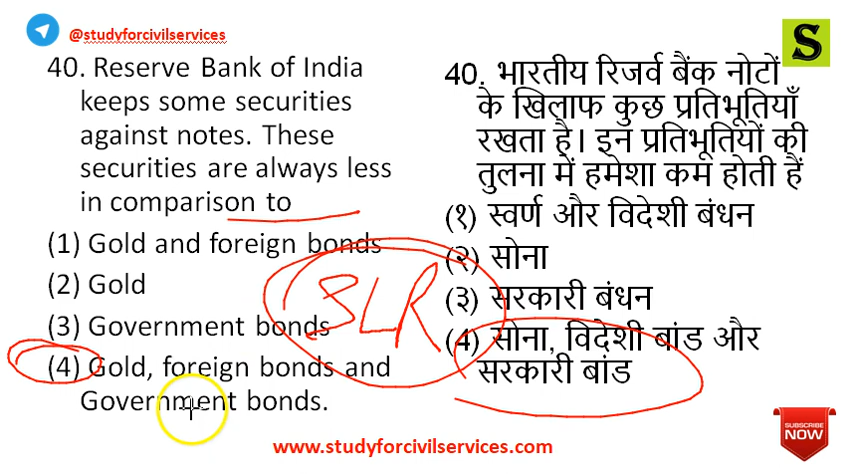 @studyforcivilservices
S
40. Reserve Bank of India
keeps some securities
against notes. These
securities are always less
in comparison to
(1) Gold and foreign bonds
(2) Gold
(3) Government bonds
(4) Gold, foreign bonds and
Government bonds.
40. भारतीय रिजर्व बैंक नोटों
के खिलाफ कुछ प्रतिभूतियाँ
रखता है। इन प्रतिभूतियों की
तुलना में हमेशा कम होती हैं
(१) स्वर्ण और विदेशी बंधन
(२) सोना
(३) सरकारी बंधन
(4) सोना, विदेशी बांड और
सरकारी बांड
SLR
SUBSCRIBE
NOW
www.studyforcivilservices.com